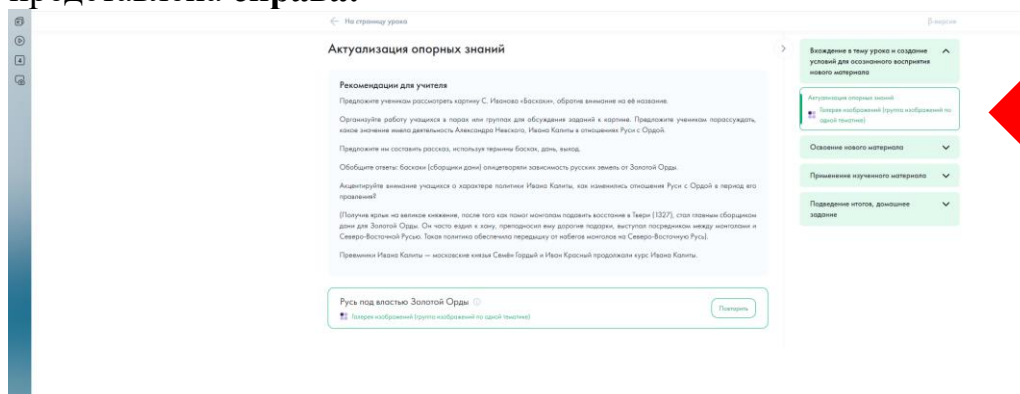 представлена справа.
На страницу урока
β-версия
Актуализация опорных знаний
Рекомендации для учителя
Предложите ученикам рассмотреть картину С. Иванова «Баскаки», обратив внимание на её название.
Организуйте работу учащихся в парах или группах для обсуждения заданий к картине. Предложите ученикам порассуждать,
какое значение имела деятельность Александра Невского, Ивана Калиты в отношениях Руси с Ордой.
Предложите им составить рассказ, используя термины баскак, дань, выход.
Обобщите ответы: баскаки (сборщики дани) олицетворяли зависимость русских земель от Золотой Орды.
Акцентируйте внимание учащихся о характере политики Ивана Калиты, как изменились отношения Руси с Ордой в период его
правления?
(Получив ярлык на великое княжение, после того как помог монголам подавить восстание в Твери (1327), стал главным сборщиком
дани для Золотой Орды. Он часто ездил к хану, преподносил ему дорогие подарки, выступал посредником между монголами и
Северо-Восточной Русью. Такая политика обеспечила передышку от набегов монголов на Северо-Восточную Русь).
Преемники Ивана Калиты — московские князья Семён Гордый и Иван Красный продолжали курс Ивана Калиты.
Русь под властью Золотой Орды
Галерея изображений (группа изображений по одной тематике)
Повторить
Вхождение в тему урока и создание
условий для осознанного восприятия
нового материала
Актуализация опорных знаний
Галерея изображений (группа изображений по
одной тематике)
Освоение нового материала
Применение изученного материала
Подведение итогов, домашнее
задание